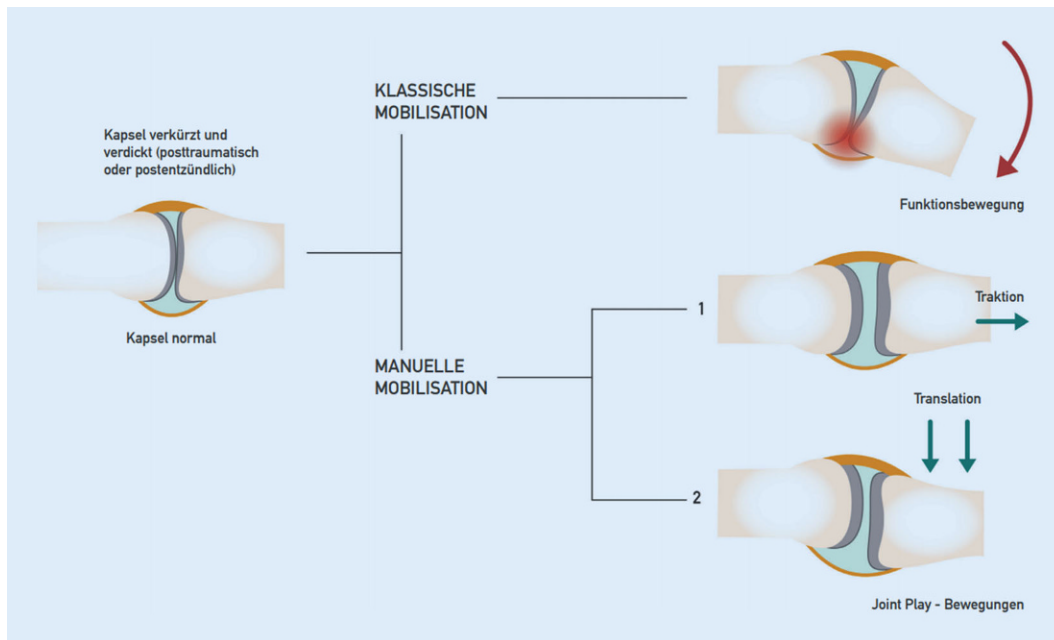 Kapsel verkürzt und
verdickt (posttraumatisch
oder postentzündlich)
Kapsel normal
KLASSISCHE
MOBILISATION
Funktionsbewegung
MANUELLE
MOBILISATION
1
Traktion
Translation
2
Joint Play - Bewegungen